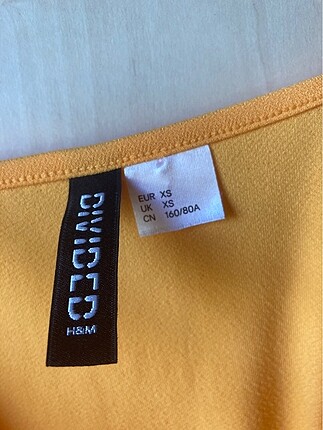 DIVIDED
H&M
EUR XS
UK XS
CN 160/80A